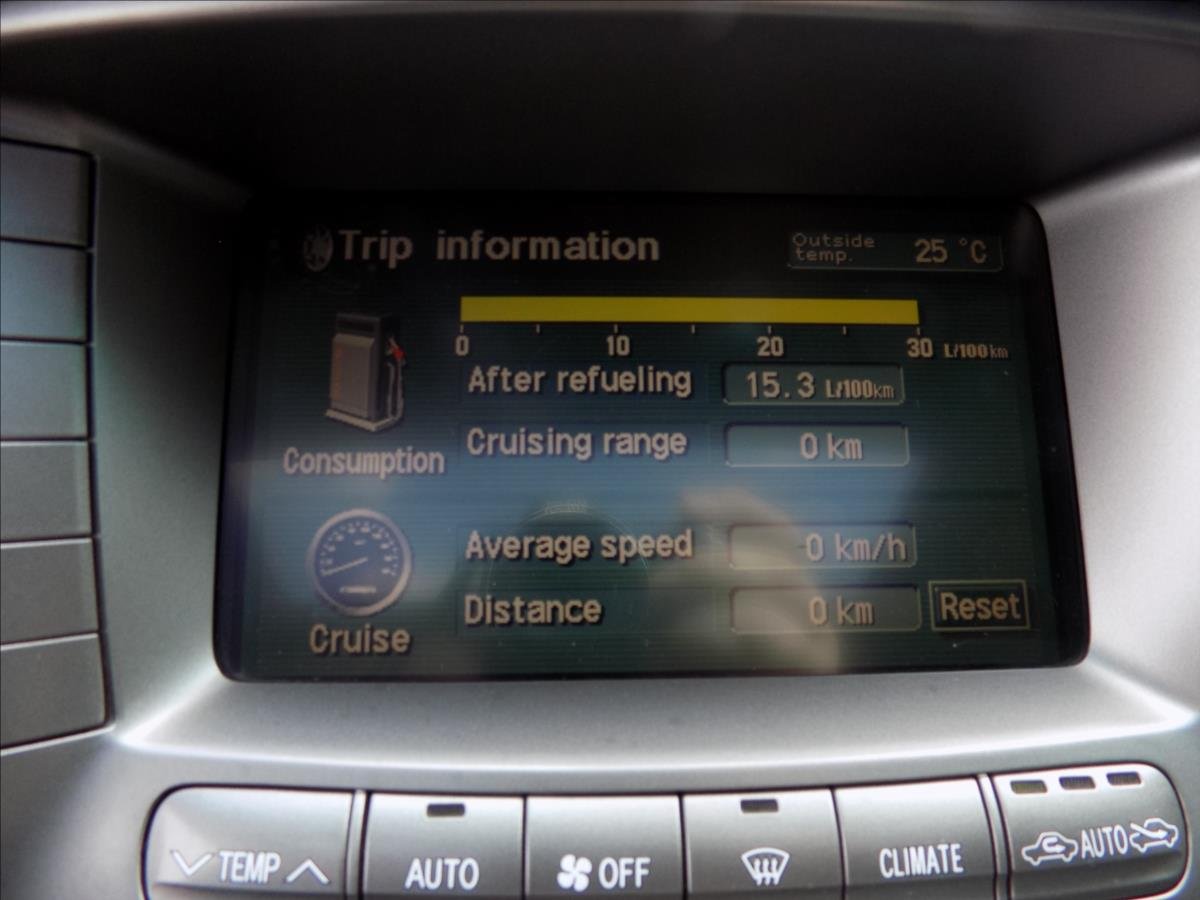 Trip information
Outside temp. 25 °C
0 10 20 30 L/100km
After refueling 15.3 L/100km
Cruising range 0 km
Consumption
Average speed 0 km/h
Distance 0 km Reset
Cruise
TEMP AUTO OFF CLIMATE AUTO